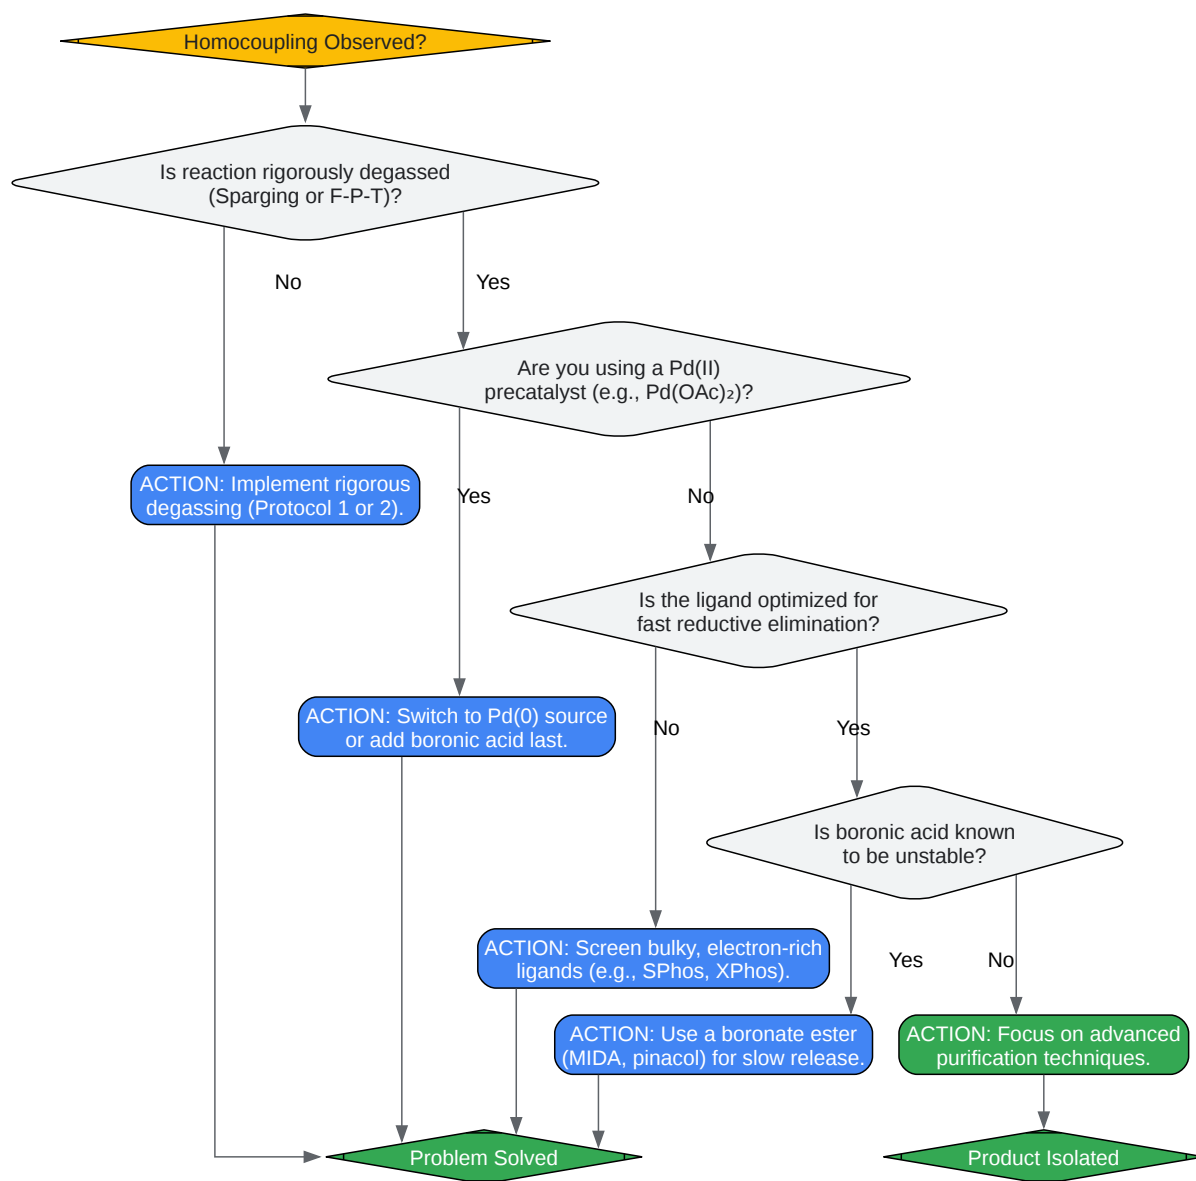 Homocoupling Observed?
Is reaction rigorously degassed
(Sparging or F-P-T)?
No
Yes
Are you using a Pd(II)
precatalyst (e.g., Pd(OAc)₂)?
ACTION: Implement rigorous
degassing (Protocol 1 or 2).
Yes
No
Is the ligand optimized for
fast reductive elimination?
ACTION: Switch to Pd(0) source
or add boronic acid last.
No
Yes
Is boronic acid known
to be unstable?
ACTION: Screen bulky, electron-rich
ligands (e.g., SPhos, XPhos).
Yes
No
ACTION: Use a boronate ester
(MIDA, pinacol) for slow release.
ACTION: Focus on advanced
purification techniques.
Problem Solved
Product Isolated